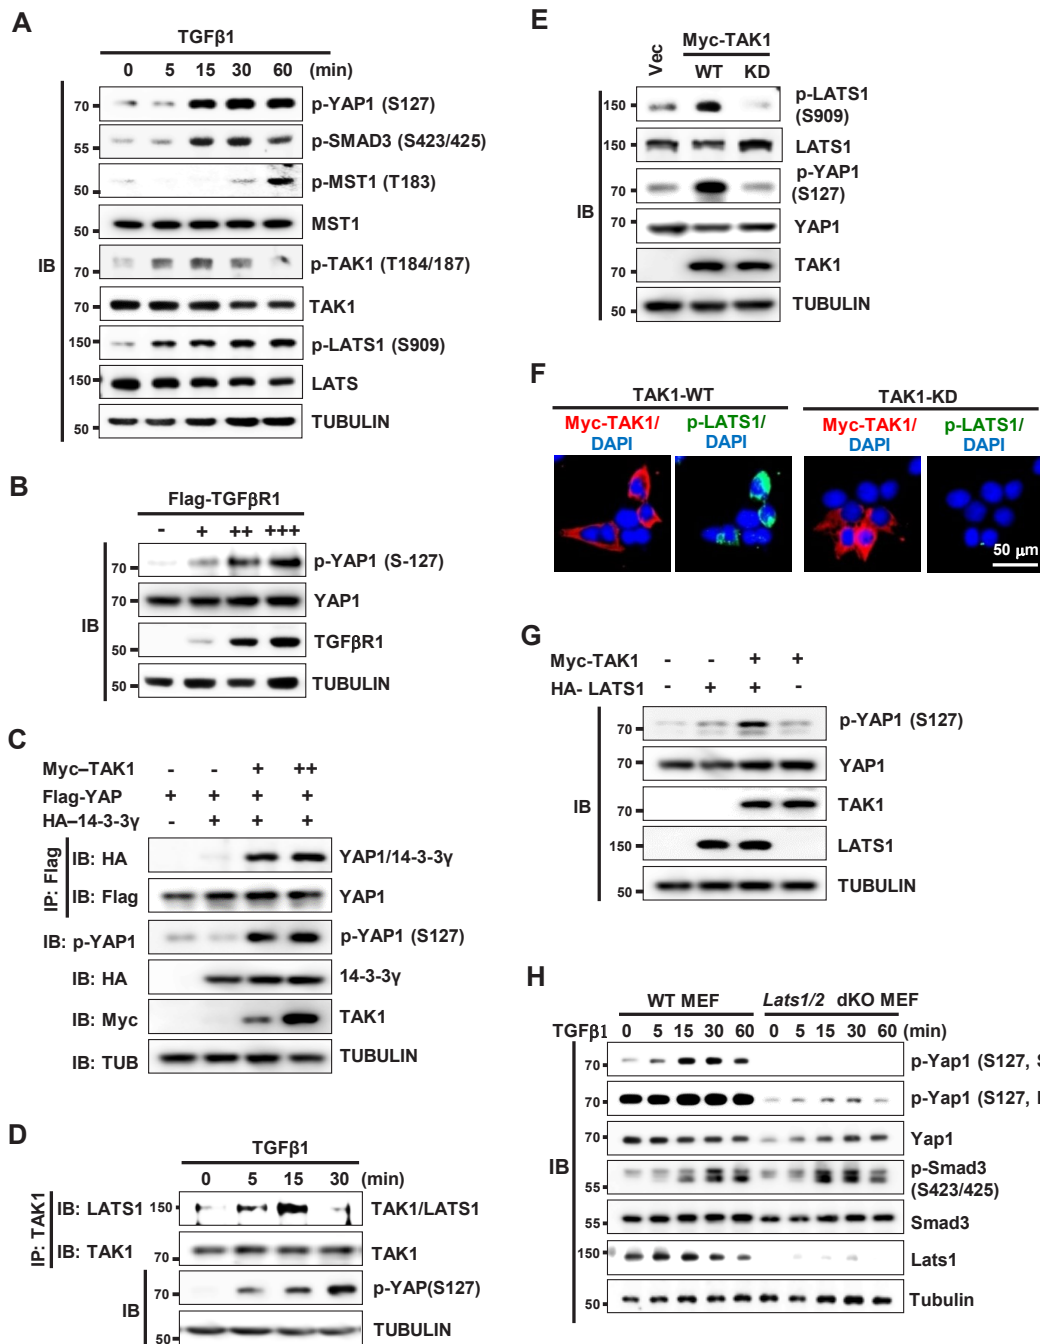 A
TGFβ1
0 5 15 30 60 (min)
IB
70 p-YAP1 (S127)
55 p-SMAD3 (S423/425)
50 p-MST1 (T183)
50 MST1
70 p-TAK1 (T184/187)
70 TAK1
150 p-LATS1 (S909)
150 LATS
50 TUBULIN
B
Flag-TGFβR1
- + ++ +++
IB
70 p-YAP1 (S-127)
70 YAP1
50 TGFβR1
50 TUBULIN
C
Myc–TAK1 - - + ++
Flag-YAP + + + +
HA–14-3-3γ - + + +
IP: Flag
IB: HA YAP1/14-3-3γ
IB: Flag YAP1
IB: p-YAP1 p-YAP1 (S127)
IB: HA 14-3-3γ
IB: Myc TAK1
IB: TUB TUBULIN
D
TGFβ1
0 5 15 30 (min)
IP: TAK1
IB: LATS1 150 TAK1/LATS1
IB: TAK1 70 TAK1
IB
70 p-YAP(S127)
50 TUBULIN
E
Vec
Myc-TAK1
WT KD
IB
150 p-LATS1
(S909)
150 LATS1
70 p-YAP1
(S127)
70 YAP1
70 TAK1
50 TUBULIN
F
TAK1-WT TAK1-KD
Myc-TAK1/ p-LATS1/ Myc-TAK1/ p-LATS1/
DAPI DAPI DAPI DAPI
50 μm
G
Myc-TAK1 - - + +
HA- LATS1 - + + -
IB
70 p-YAP1 (S127)
70 YAP1
70 TAK1
LATS1
50 TUBULIN
H
WT MEF Lats1/2 dKO MEF
TGFβ1 0 5 15 30 60 0 5 15 30 60 (min)
IB
70 p-Yap1 (S127, S
70 p-Yap1 (S127,
70 Yap1
55 p-Smad3
(S423/425)
55 Smad3
150 Lats1
50 Tubulin